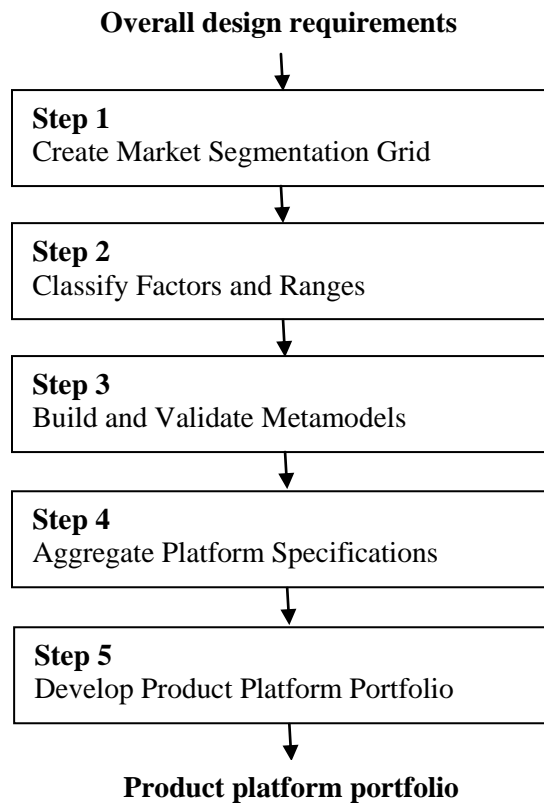 Overall design requirements
Step 1
Create Market Segmentation Grid
Step 2
Classify Factors and Ranges
Step 3
Build and Validate Metamodels
Step 4
Aggregate Platform Specifications
Step 5
Develop Product Platform Portfolio
Product platform portfolio